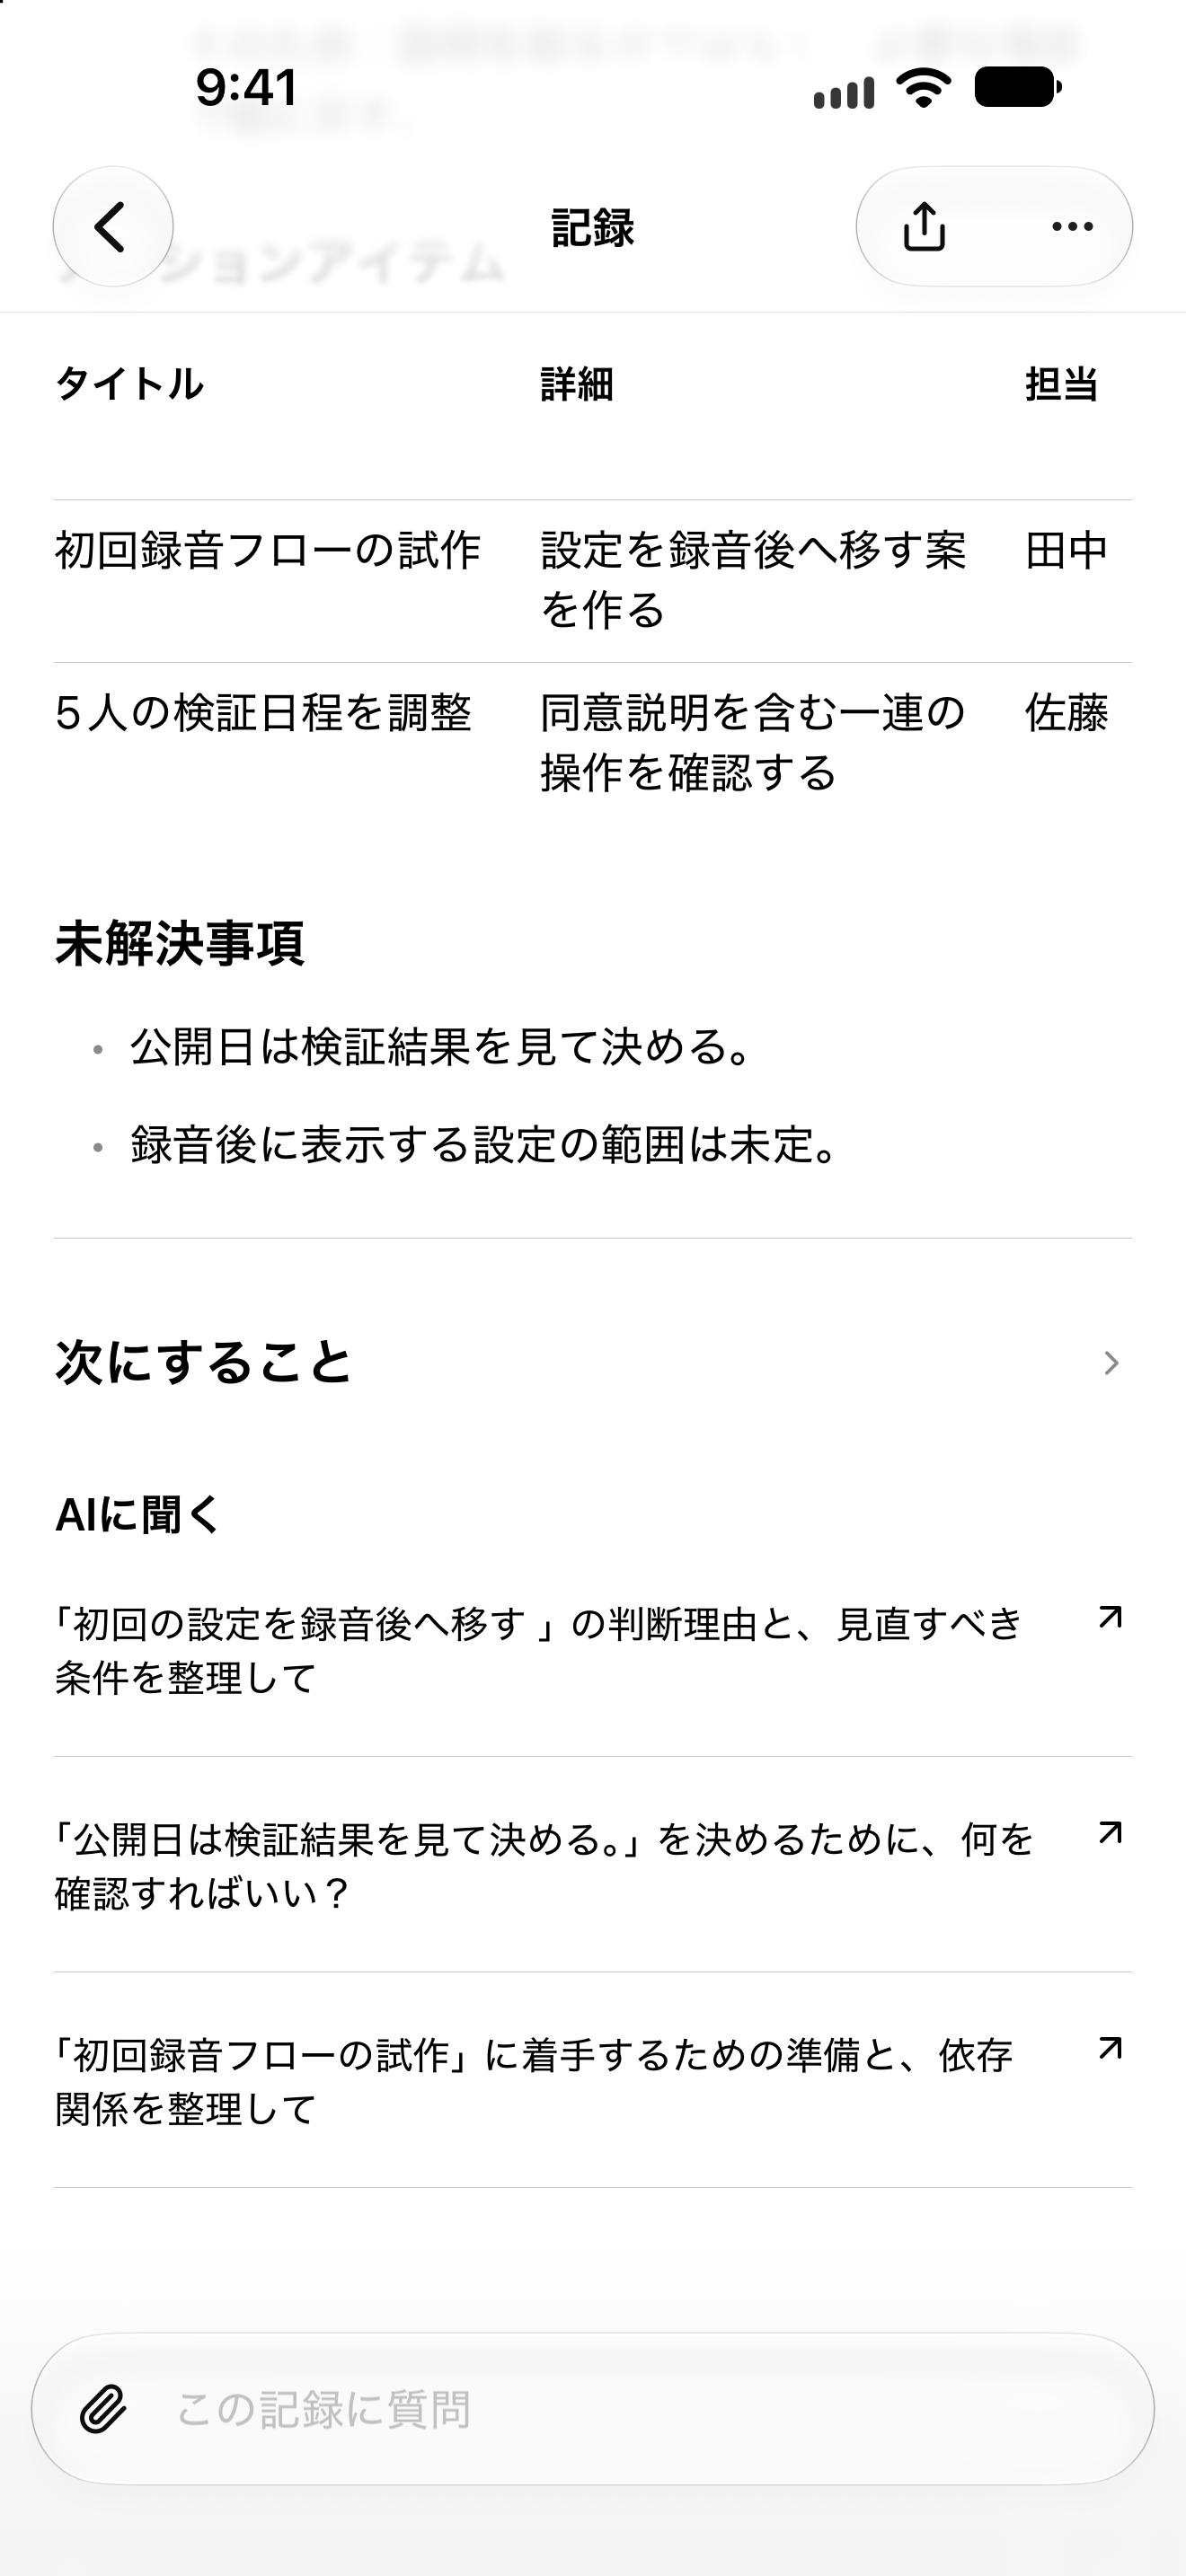 9:41
記録
ションアイテム
タイトル 詳細 担当
初回録音フローの試作 設定を録音後へ移す案 田中
を作る
5人の検証日程を調整 同意説明を含む一連の 佐藤
操作を確認する
未解決事項
• 公開日は検証結果を見て決める。
• 録音後に表示する設定の範囲は未定。
次にすること
AIに聞く
「初回の設定を録音後へ移す」の判断理由と、見直すべき
条件を整理して
「公開日は検証結果を見て決める。」を決めるために、何を
確認すればいい？
「初回録音フローの試作」に着手するための準備と、依存
関係を整理して
この記録に質問